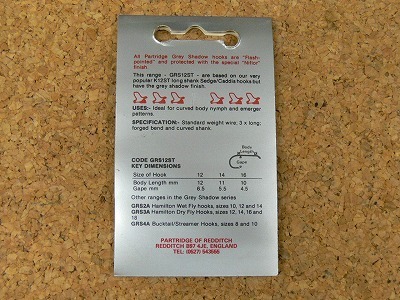 All Partridge Grey Shadow hooks are "Flash-
pointed" and protected with the special "Niflor"
finish.
This range - GRS12ST - are based on our very
popular K12ST long shank Sedge/Caddis hooks but
have the grey shadow finish.
USES:- Ideal for curved body nymph and emerger
patterns.
SPECIFICATION:- Standard weight wire; 3 x long;
forged bend and curved shank.
Body
Length
Gape
CODE GRS12ST
KEY DIMENSIONS
Size of Hook 12 14 16
Body Length mm 12 11 10
Gape mm 6.5 5.5 4.5
Other ranges in the Grey Shadow series
GRS2A Hamilton Wet Fly hooks, sizes 10, 12 and 14
GRS3A Hamilton Dry Fly Hooks, sizes 12, 14, 16 and
18
GRS4A Bucktail/Streamer Hooks, sizes 8 and 10
PARTRIDGE OF REDDITCH
REDDITCH B97 4JE. ENGLAND
TEL: (0527) 543555